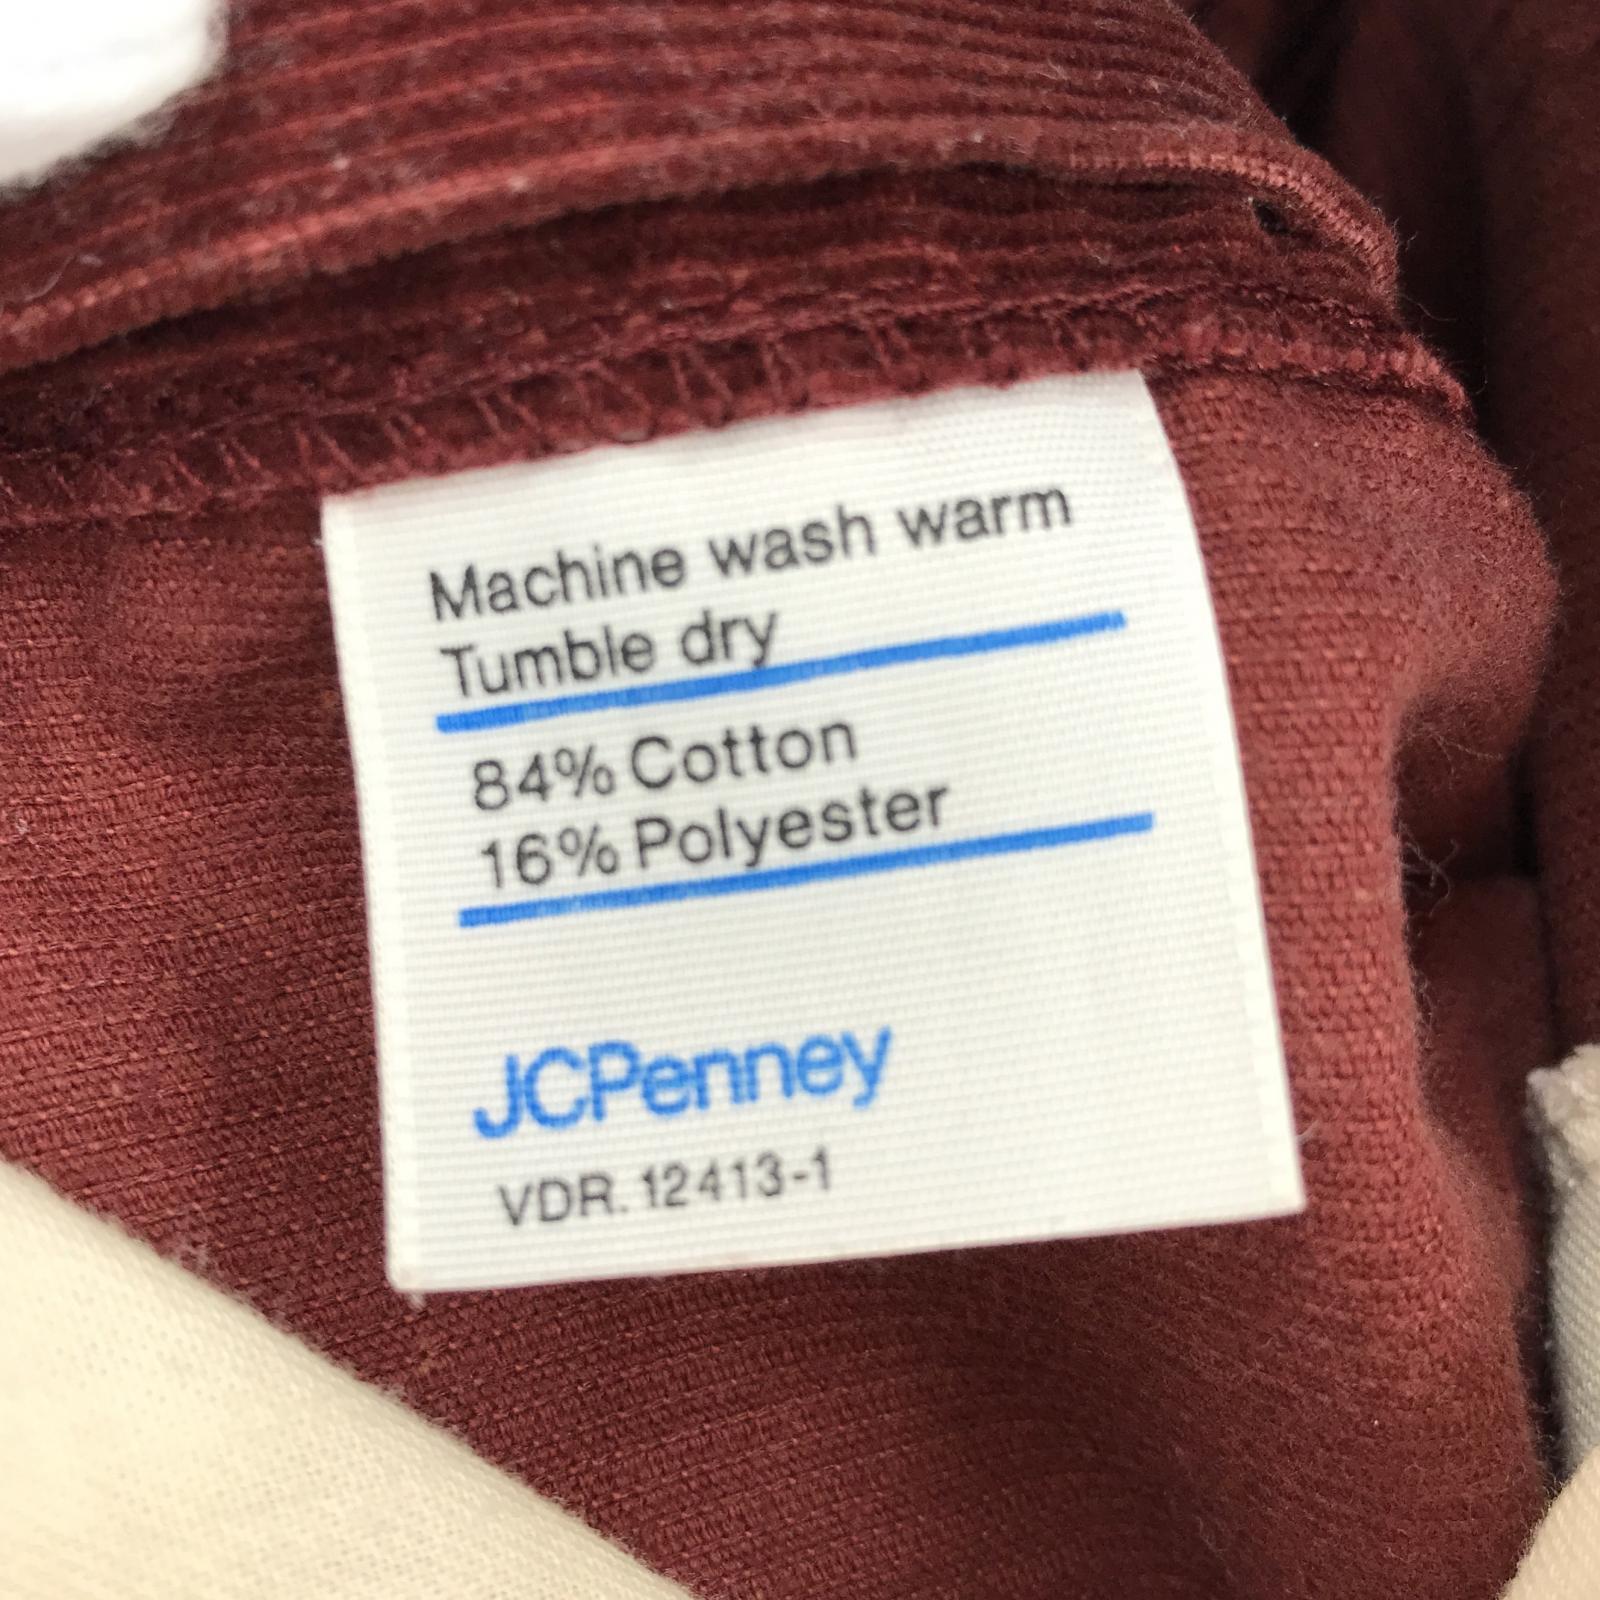 Machine wash warm
Tumble dry
84% Cotton
16% Polyester
JCPenney
VDR. 12413-1